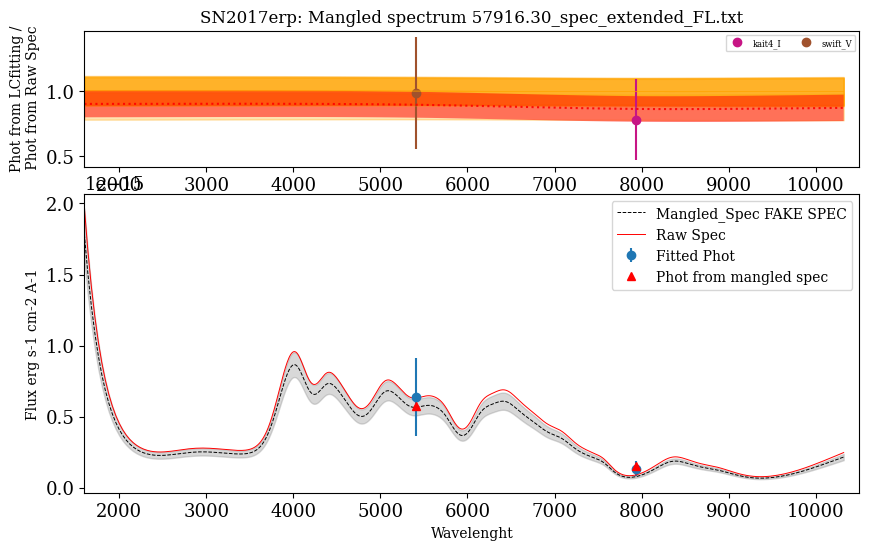 SN2017erp: Mangled spectrum 57916.30_spec_extended_FL.txt
Phot from LCfitting /
Phot from Raw Spec
1.0
0.5
kait4_I
swift_V
2000 3000 4000 5000 6000 7000 8000 9000 10000
1e−15
Flux erg s-1 cm-2 A-1
2.0
1.5
1.0
0.5
0.0
Mangled_Spec FAKE SPEC
Raw Spec
Fitted Phot
Phot from mangled spec
2000 3000 4000 5000 6000 7000 8000 9000 10000
Wavelenght